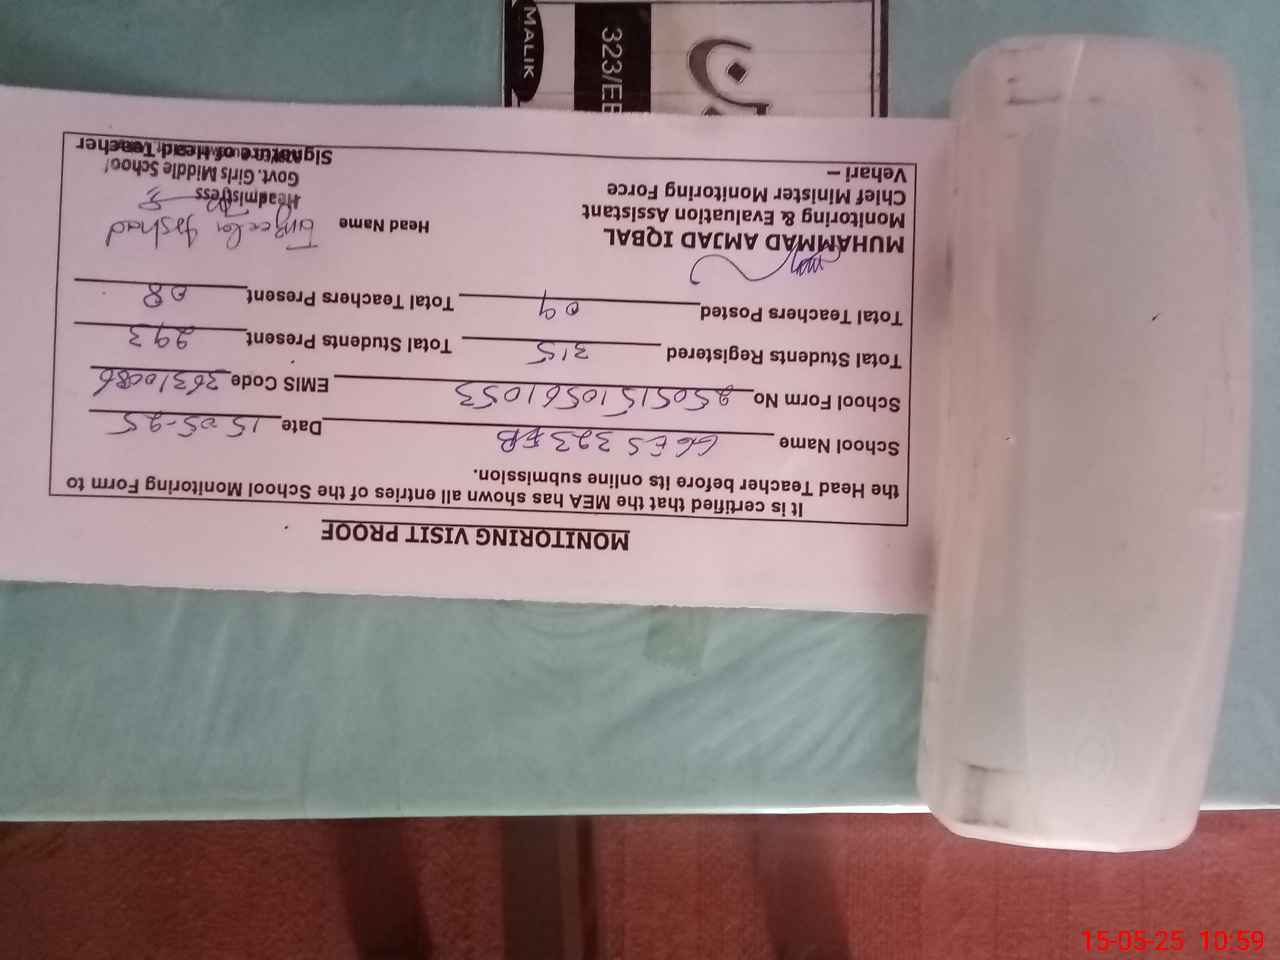 MONITORING VISIT PROOF
It is certified that the MEA has shown all entries of the School Monitoring Form to
the Head Teacher before its online submission.
School Name GGES 323 EB Date 15-05-25
School Form No 25051510561053 EMIS Code 36310086
Total Students Registered 315 Total Students Present 293
Total Teachers Posted 09 Total Teachers Present 08
MUHAMMAD AMJAD IQBAL
Monitoring & Evaluation Assistant
Chief Minister Monitoring Force
Vehari –
Head Name Irshad
Headmistress
Govt. Girls Middle School
Signature of Head Teacher
MALIK
323/EB
15-05-25 10:59